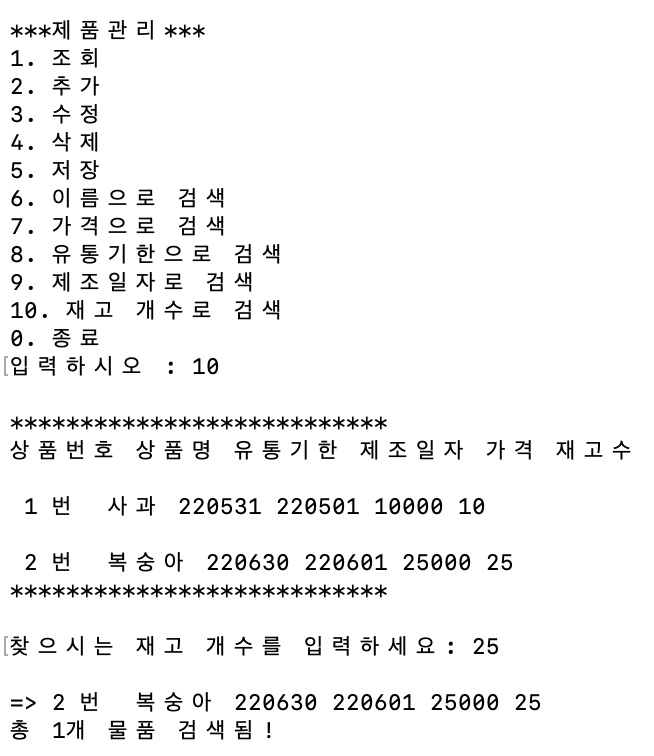 ***제품관리***
1. 조회
2. 추가
3. 수정
4. 삭제
5. 저장
6. 이름으로 검색
7. 가격으로 검색
8. 유통기한으로 검색
9. 제조일자로 검색
10. 재고 개수로 검색
0. 종료
[입력하시오 : 10
***************************
상품번호 상품명 유통기한 제조일자 가격 재고수
1 번 사과 220531 220501 10000 10
2 번 복숭아 220630 220601 25000 25
***************************
[찾으시는 재고 개수를 입력하세요: 25
=> 2 번 복숭아 220630 220601 25000 25
총 1개 물품 검색됨!